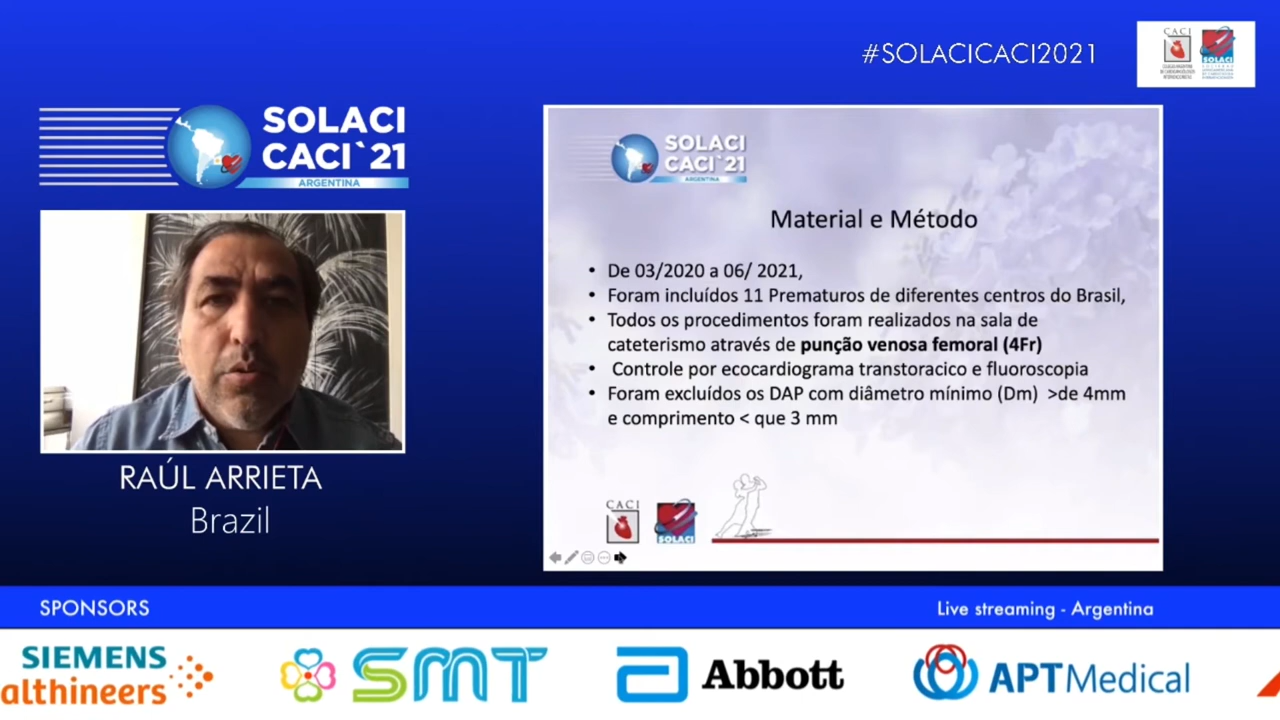 #SOLACICACI2021
CACI
SOLACI
SOLACI
CACI`21
ARGENTINA
RAÚL ARRIETA
Brazil
SOLACI
CACI`21
ARGENTINA
Material e Método
• De 03/2020 a 06/ 2021,
• Foram incluídos 11 Prematuros de diferentes centros do Brasil,
• Todos os procedimentos foram realizados na sala de
cateterismo através de punção venosa femoral (4Fr)
• Controle por ecocardiograma transtoracico e fluoroscopia
• Foram excluídos os DAP com diâmetro mínimo (Dm) >de 4mm
e comprimento < que 3 mm
CACI
SOLACI
SPONSORS
Live streaming - Argentina
SIEMENS
althineers
SMT
Abbott
APTMedical